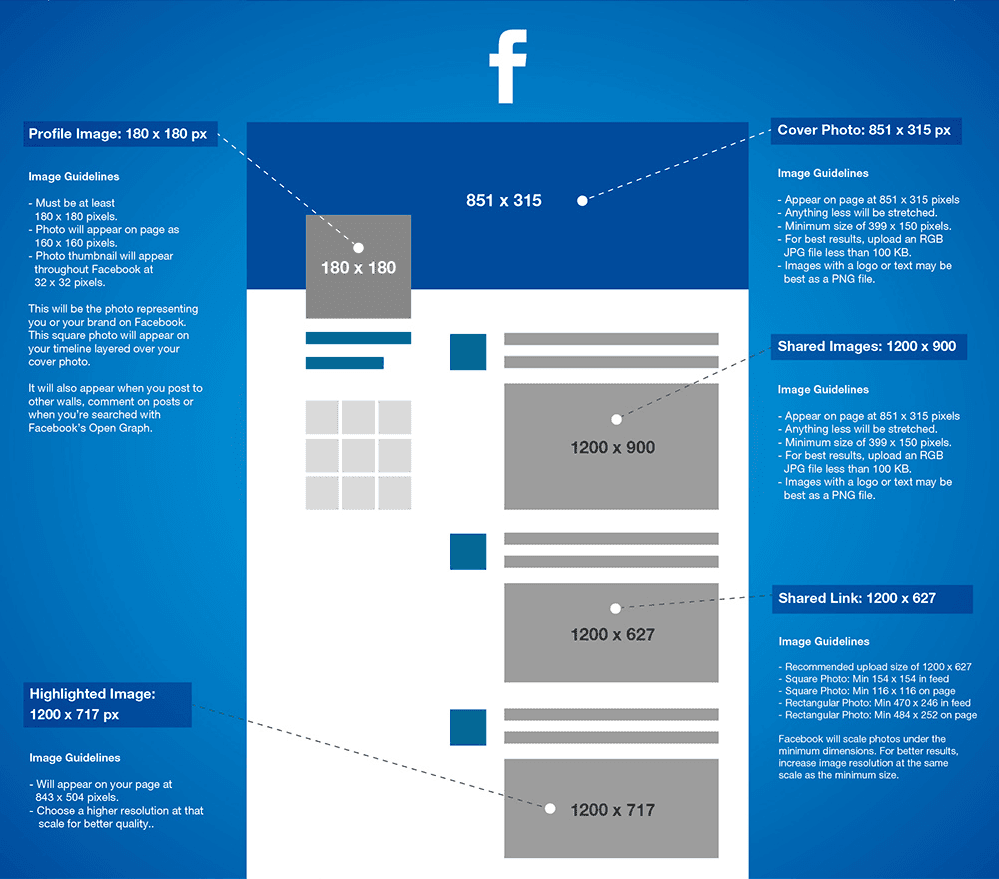 f
Profile Image: 180 x 180 px
Image Guidelines
- Must be at least
180 x 180 pixels.
- Photo will appear on page as
160 x 160 pixels.
- Photo thumbnail will appear
throughout Facebook at
32 x 32 pixels.
This will be the photo representing
you or your brand on Facebook.
This square photo will appear on
your timeline layered over your
cover photo.
It will also appear when you post to
other walls, comment on posts or
when you're searched with
Facebook's Open Graph.
Highlighted Image:
1200 x 717 px
Image Guidelines
- Will appear on your page at
843 x 504 pixels.
- Choose a higher resolution at that
scale for better quality..
851 x 315
180 x 180
1200 x 900
1200 x 627
1200 x 717
Cover Photo: 851 x 315 px
Image Guidelines
- Appear on page at 851 x 315 pixels
- Anything less will be stretched.
- Minimum size of 399 x 150 pixels.
- For best results, upload an RGB
JPG file less than 100 KB.
- Images with a logo or text may be
best as a PNG file.
Shared Images: 1200 x 900
Image Guidelines
- Appear on page at 851 x 315 pixels
- Anything less will be stretched.
- Minimum size of 399 x 150 pixels.
- For best results, upload an RGB
JPG file less than 100 KB.
- Images with a logo or text may be
best as a PNG file.
Shared Link: 1200 x 627
Image Guidelines
- Recommended upload size of 1200 x 627
- Square Photo: Min 154 x 154 in feed
- Square Photo: Min 116 x 116 on page
- Rectangular Photo: Min 470 x 246 in feed
- Rectangular Photo: Min 484 x 252 on page
Facebook will scale photos under the
minimum dimensions. For better results,
increase image resolution at the same
scale as the minimum size.